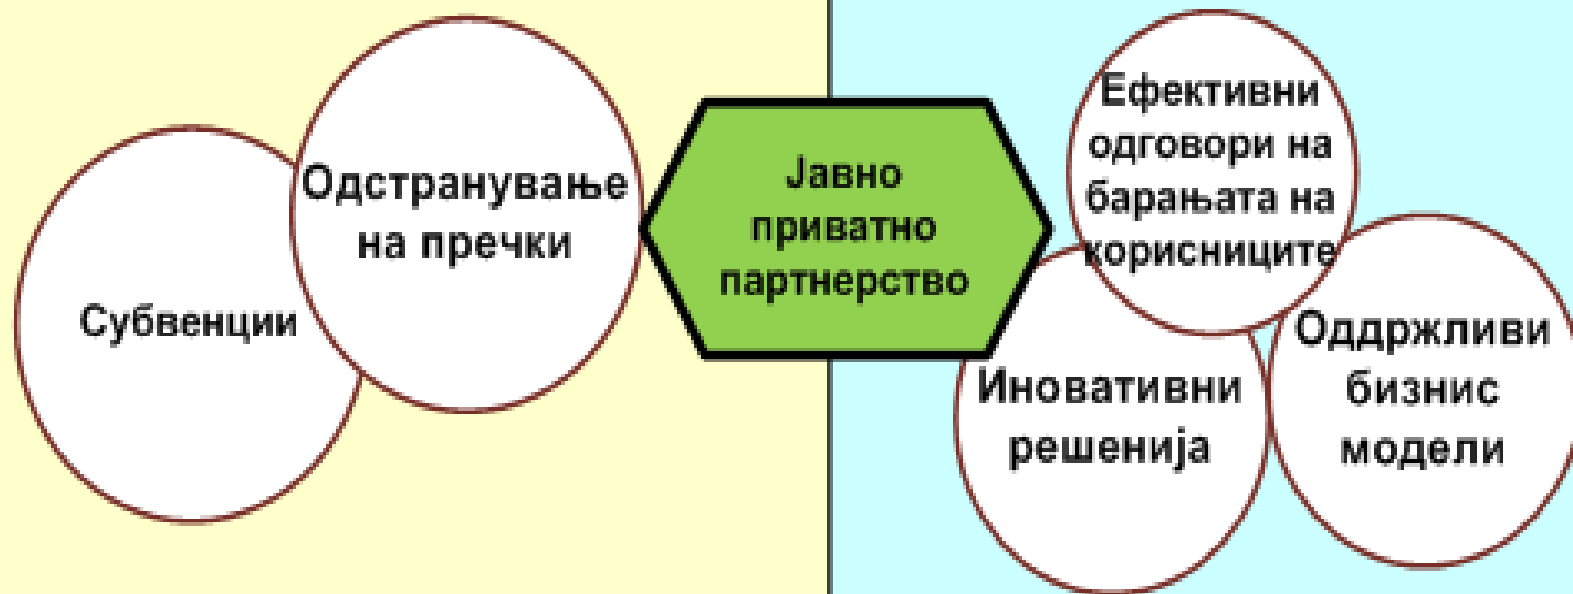 Субвенции
Одстранување
на пречки
Јавно
приватно
партнерство
Ефективни
одговори на
барањата на
корисниците
Иновативни
решенија
Оддржливи
бизнис
модели